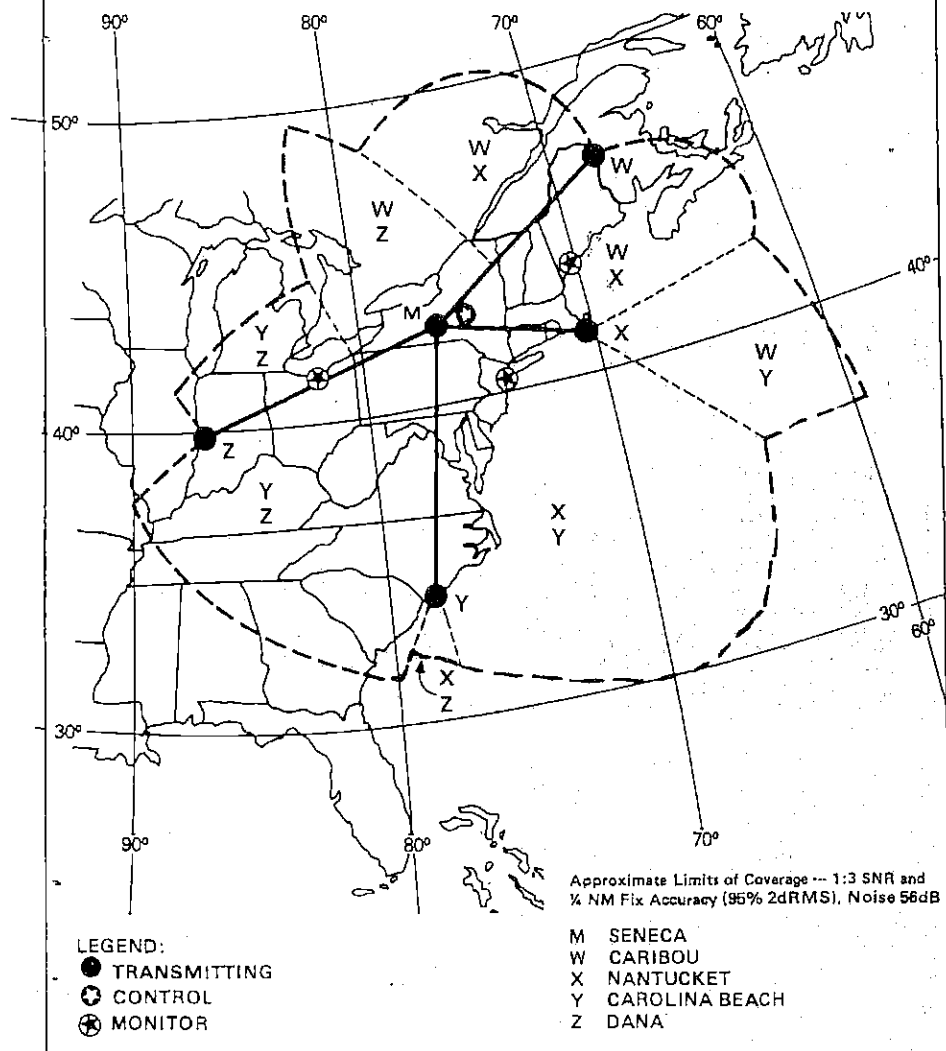 90°
80°
70°
60°
50°
W
X
W
W
Z
W
X
40°
M
X
Y
Z
W
Y
40°
Z
Y
Z
X
Y
Y
30°
60°
X
Z
30°
90°
80°
70°
Approximate Limits of Coverage -- 1:3 SNR and
¼ NM Fix Accuracy (95% 2dRMS), Noise 56dB
LEGEND:
TRANSMITTING
CONTROL
MONITOR
M SENECA
W CARIBOU
X NANTUCKET
Y CAROLINA BEACH
Z DANA